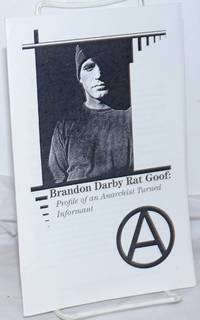 Brandon Darby Rat Goof:
Profile of an Anarchist Turned
Informant